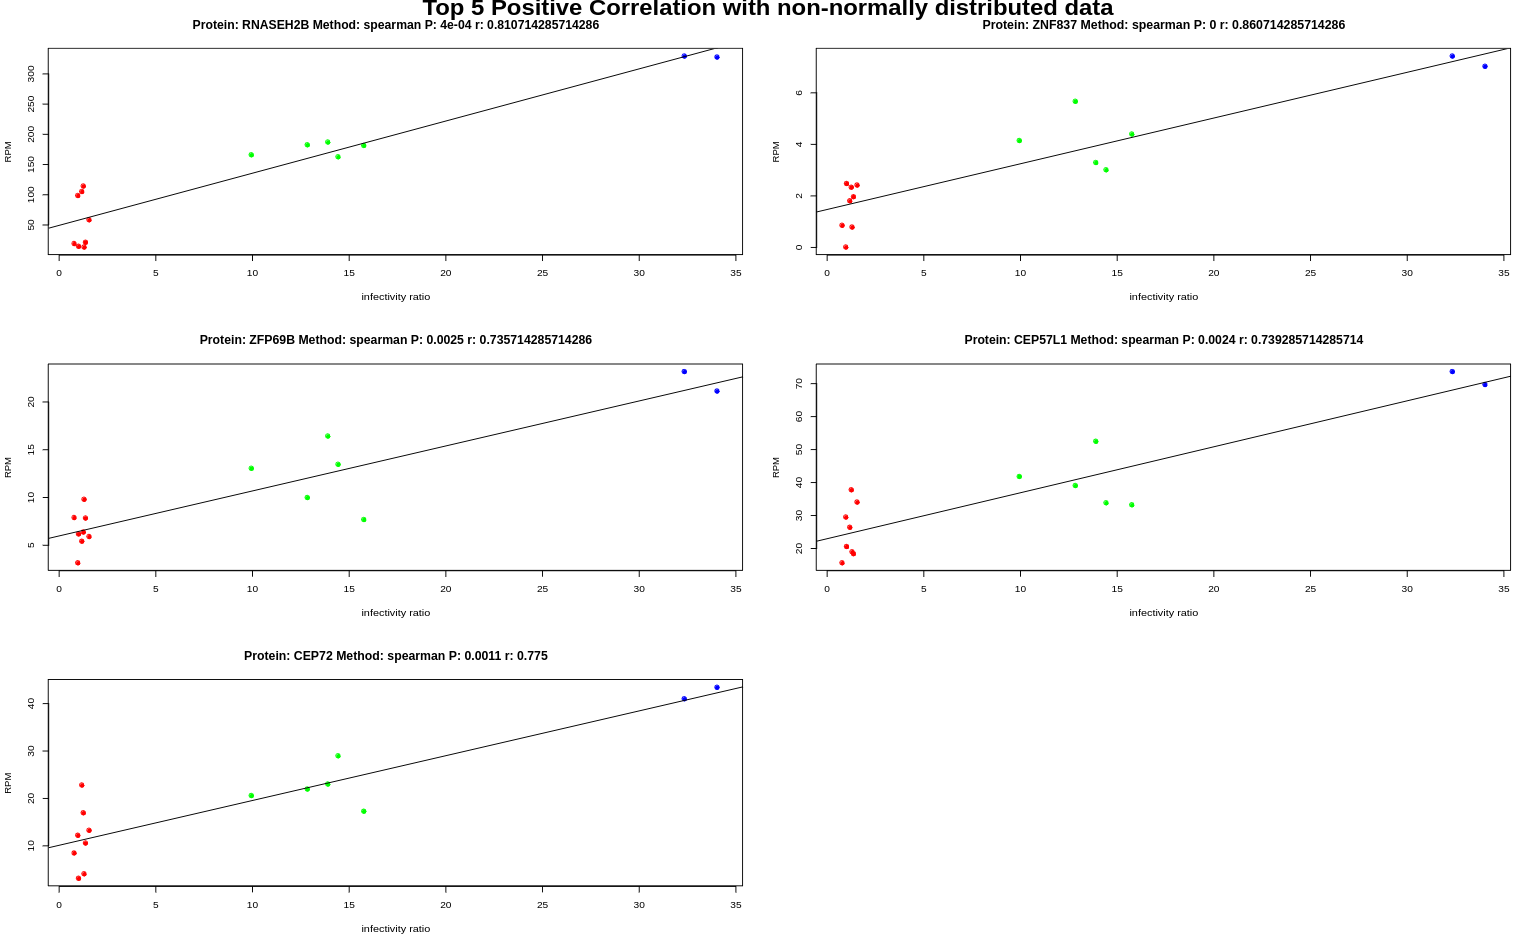 Top 5 Positive Correlation with non-normally distributed data
Protein: RNASEH2B Method: spearman P: 4e-04 r: 0.810714285714286
RPM
50 100 150 200 250 300
0 5 10 15 20 25 30 35
infectivity ratio
Protein: ZNF837 Method: spearman P: 0 r: 0.860714285714286
RPM
0 2 4 6
0 5 10 15 20 25 30 35
infectivity ratio
Protein: ZFP69B Method: spearman P: 0.0025 r: 0.735714285714286
RPM
5 10 15 20
0 5 10 15 20 25 30 35
infectivity ratio
Protein: CEP57L1 Method: spearman P: 0.0024 r: 0.739285714285714
RPM
20 30 40 50 60 70
0 5 10 15 20 25 30 35
infectivity ratio
Protein: CEP72 Method: spearman P: 0.0011 r: 0.775
RPM
10 20 30 40
0 5 10 15 20 25 30 35
infectivity ratio